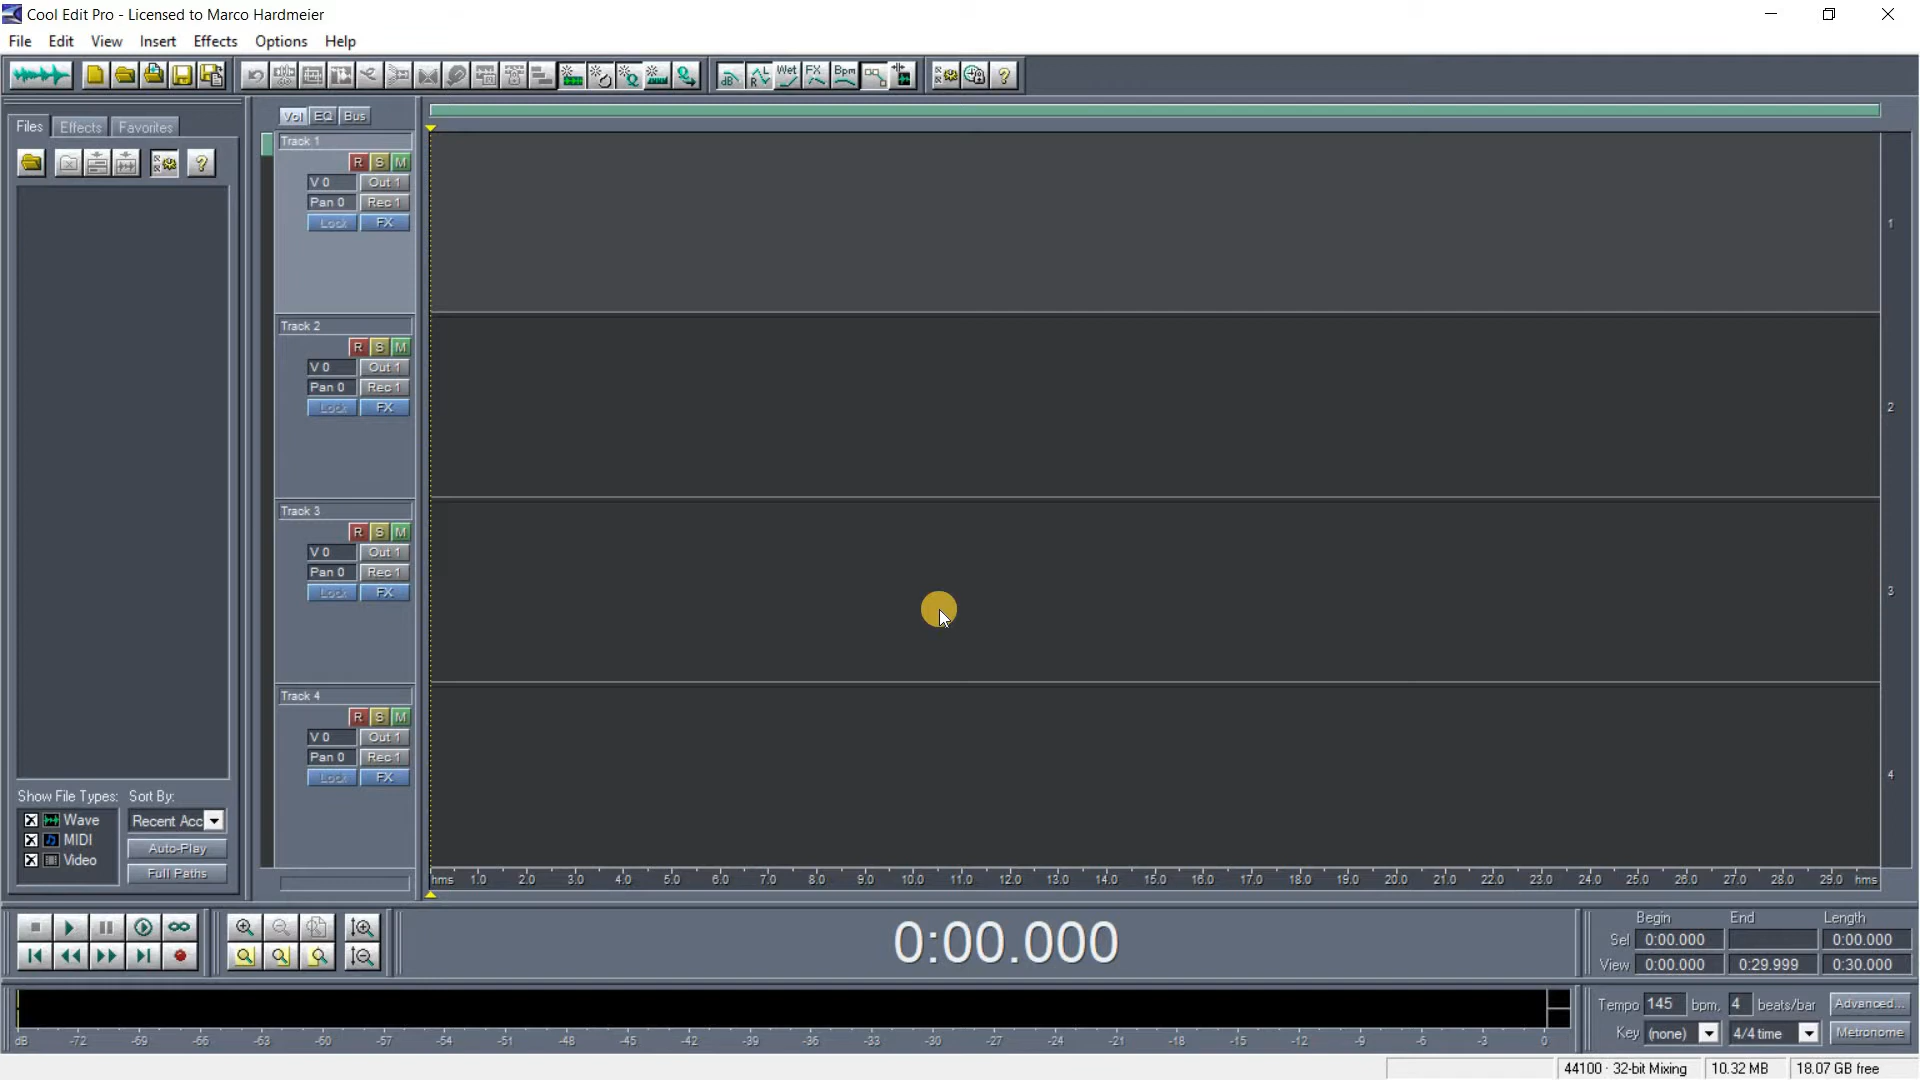 Cool Edit Pro - Licensed to Marco Hardmeier
File Edit View Insert Effects Options Help
dB L R Wet FX Bpm
Files Effects Favorites
Vol EQ Bus
Track 1
R S M
V 0 Out 1
Pan 0 Rec 1
Lock FX
1
Track 2
R S M
V 0 Out 1
Pan 0 Rec 1
Lock FX
2
Track 3
R S M
V 0 Out 1
Pan 0 Rec 1
Lock FX
3
Track 4
R S M
V 0 Out 1
Pan 0 Rec 1
Lock FX
4
Show File Types: Sort By:
Wave Recent Acc
MIDI Auto-Play
Video Full Paths
hms 1.0 2.0 3.0 4.0 5.0 6.0 7.0 8.0 9.0 10.0 11.0 12.0 13.0 14.0 15.0 16.0 17.0 18.0 19.0 20.0 21.0 22.0 23.0 24.0 25.0 26.0 27.0 28.0 29.0 hms
0:00.000
Begin End Length
Sel 0:00.000 0:00.000
View 0:00.000 0:29.999 0:30.000
dB -72 -69 -66 -63 -60 -57 -54 -51 -48 -45 -42 -39 -36 -33 -30 -27 -24 -21 -18 -15 -12 -9 -6 -3 0
Tempo 145 bpm, 4 beats/bar Advanced...
Key (none) 4/4 time Metronome
44100 · 32-bit Mixing 10.32 MB 18.07 GB free